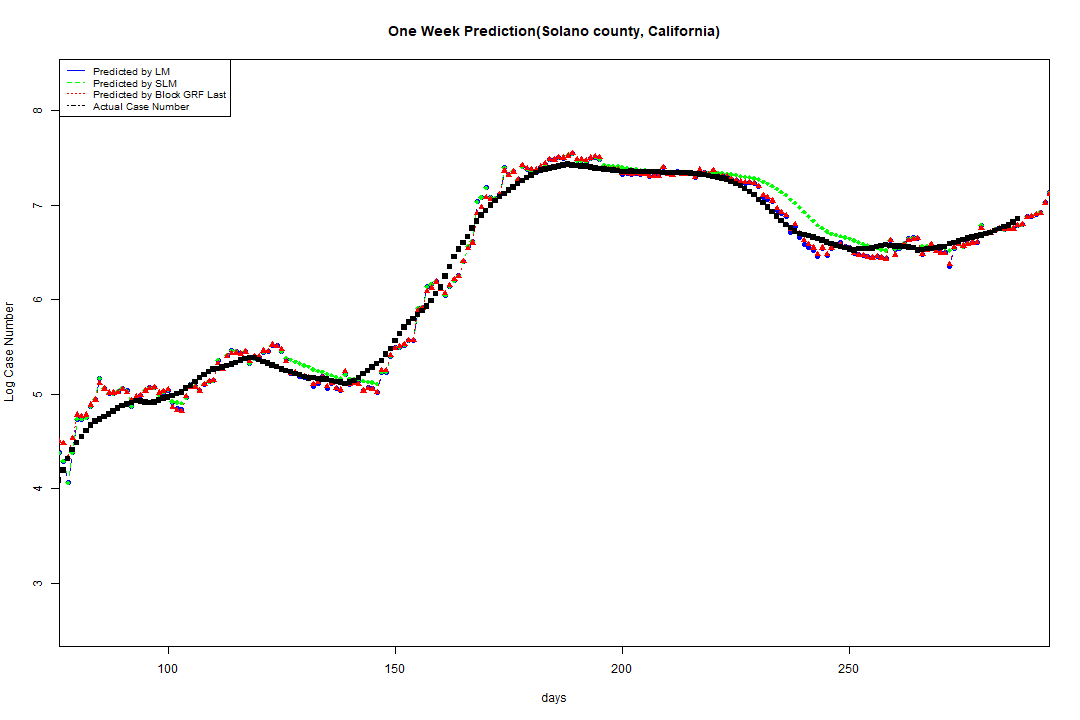 One Week Prediction(Solano county, California)
Predicted by LM
Predicted by SLM
Predicted by Block GRF Last
Actual Case Number
8
7
6
5
4
3
Log Case Number
100 150 200 250
days